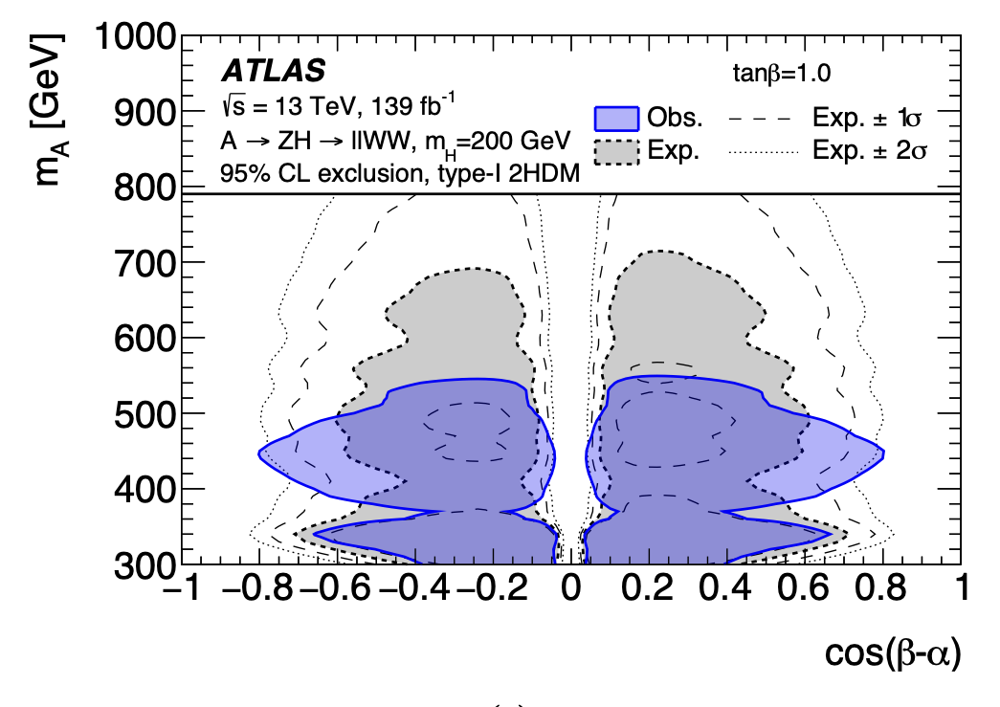 m_A [GeV]
1000
900
800
700
600
500
400
300
ATLAS
√s = 13 TeV, 139 fb⁻¹
A → ZH → llWW, m_H=200 GeV
95% CL exclusion, type-I 2HDM
tanβ=1.0
Obs.
Exp.
Exp. ± 1σ
Exp. ± 2σ
−1 −0.8 −0.6 −0.4 −0.2 0 0.2 0.4 0.6 0.8 1
cos(β-α)